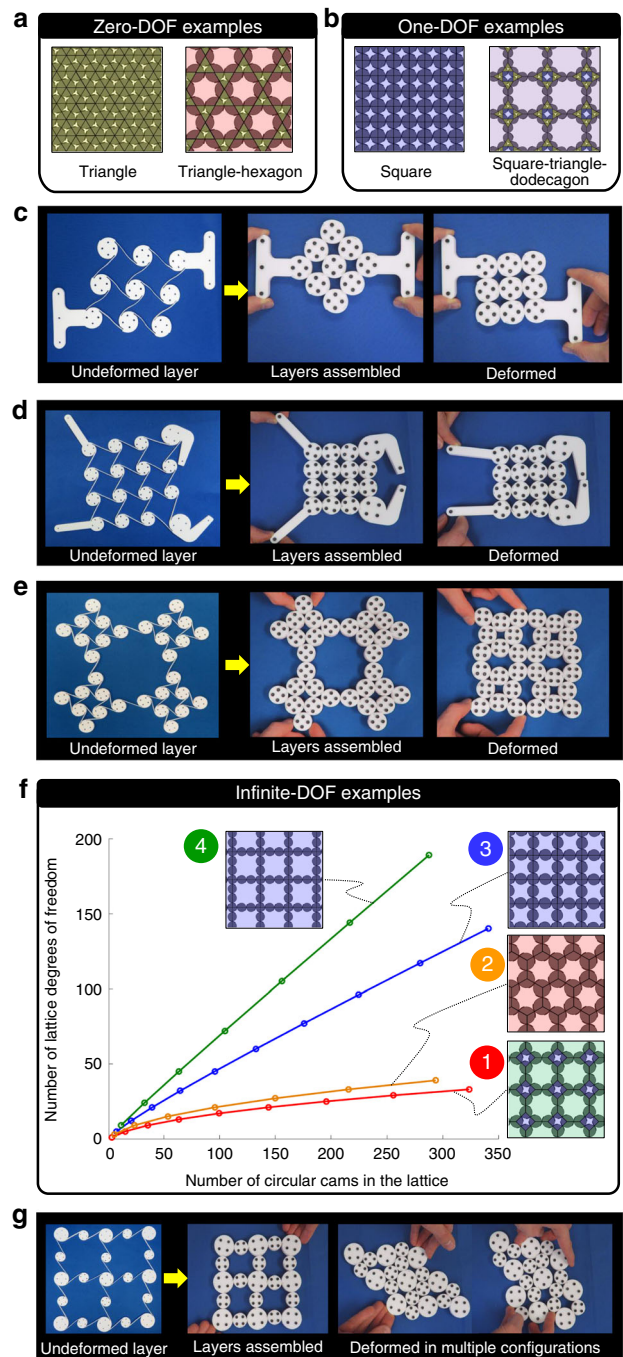 a
Zero-DOF examples
Triangle
Triangle-hexagon
b
One-DOF examples
Square
Square-triangle-
dodecagon
c
Undeformed layer
Layers assembled
Deformed
d
Undeformed layer
Layers assembled
Deformed
e
Undeformed layer
Layers assembled
Deformed
f
Infinite-DOF examples
Number of lattice degrees of freedom
200
150
100
50
0
0
50
100
150
200
250
300
350
Number of circular cams in the lattice
4
3
2
1
g
Undeformed layer
Layers assembled
Deformed in multiple configurations